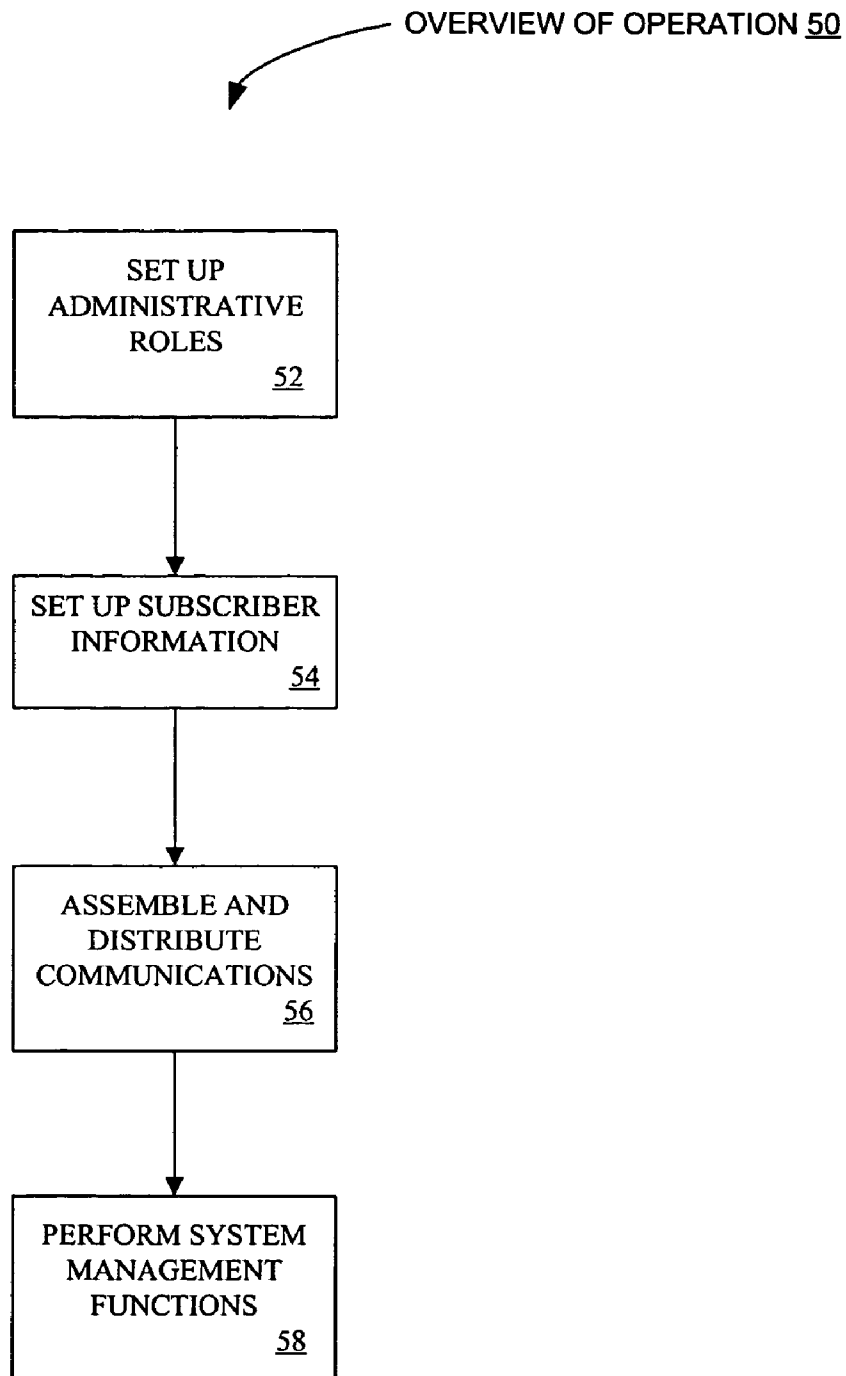 OVERVIEW OF OPERATION 50
SET UP
ADMINISTRATIVE
ROLES
52
SET UP SUBSCRIBER
INFORMATION
54
ASSEMBLE AND
DISTRIBUTE
COMMUNICATIONS
56
PERFORM SYSTEM
MANAGEMENT
FUNCTIONS
58